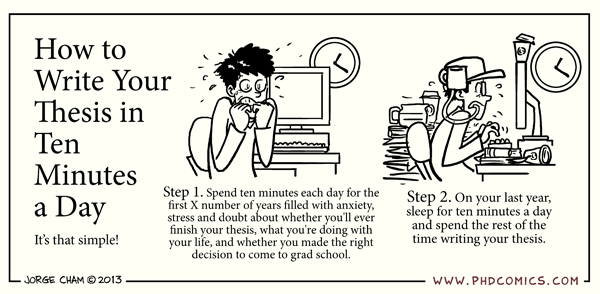 How to
Write Your
Thesis in
Ten
Minutes
a Day
It's that simple!
Step 1. Spend ten minutes each day for the
first X number of years filled with anxiety,
stress and doubt about whether you'll ever
finish your thesis, what you're doing with
your life, and whether you made the right
decision to come to grad school.
Step 2. On your last year,
sleep for ten minutes a day
and spend the rest of the
time writing your thesis.
JORGE CHAM © 2013
WWW.PHDCOMICS.COM